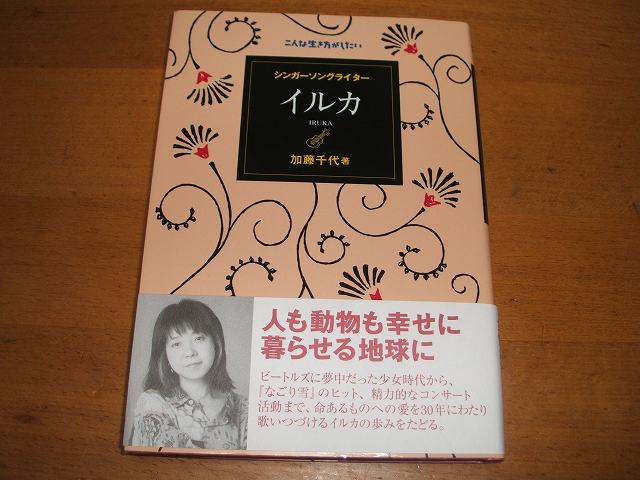 こんな生き方がしたい
シンガーソングライター
イルカ
IRUKA
加藤千代著
人も動物も幸せに
暮らせる地球に
ビートルズに夢中だった少女時代から、
『なごり雪』のヒット、精力的なコンサート
活動まで、命あるものへの愛を30年にわたり
歌いつづけるイルカの歩みをたどる。